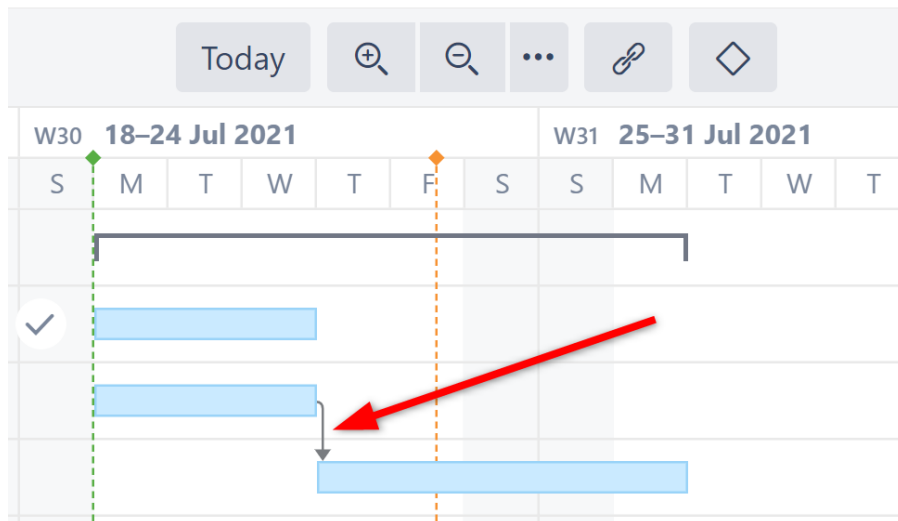 Today •••
W30 18–24 Jul 2021 W31 25–31 Jul 2021
S M T W T F S S M T W T